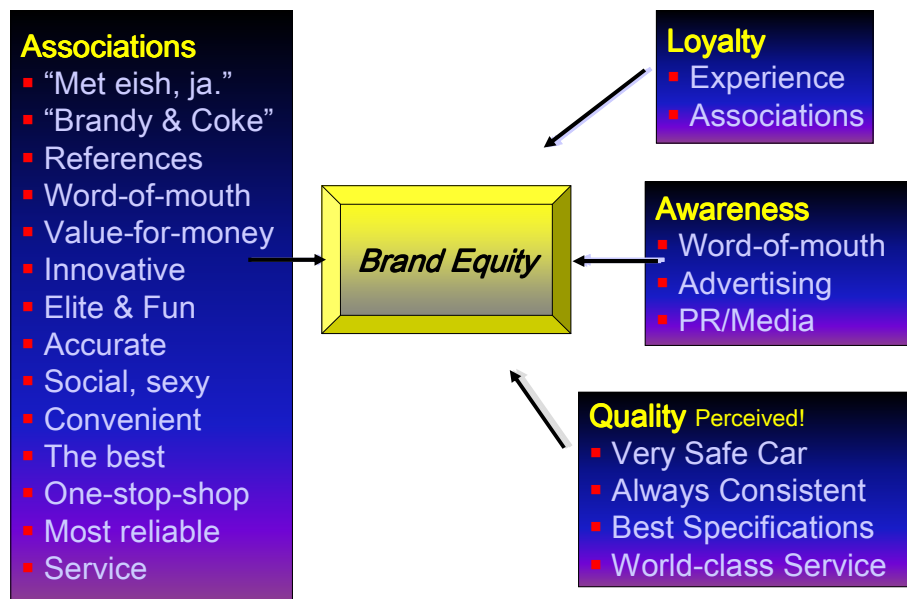 Associations
▪ “Met eish, ja.”
▪ “Brandy & Coke”
▪ References
▪ Word-of-mouth
▪ Value-for-money
▪ Innovative
▪ Elite & Fun
▪ Accurate
▪ Social, sexy
▪ Convenient
▪ The best
▪ One-stop-shop
▪ Most reliable
▪ Service
Brand Equity
Loyalty
▪ Experience
▪ Associations
Awareness
▪ Word-of-mouth
▪ Advertising
▪ PR/Media
Quality Perceived!
▪ Very Safe Car
▪ Always Consistent
▪ Best Specifications
▪ World-class Service